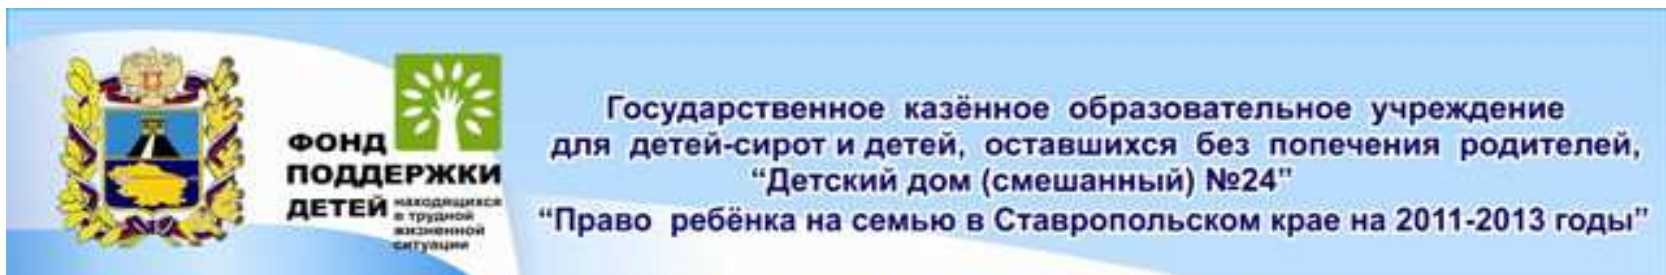 ФОНД
ПОДДЕРЖКИ
ДЕТЕЙ
находящихся
в трудной
жизненной
ситуации
Государственное казённое образовательное учреждение
для детей-сирот и детей, оставшихся без попечения родителей,
“Детский дом (смешанный) №24”
“Право ребёнка на семью в Ставропольском крае на 2011-2013 годы”